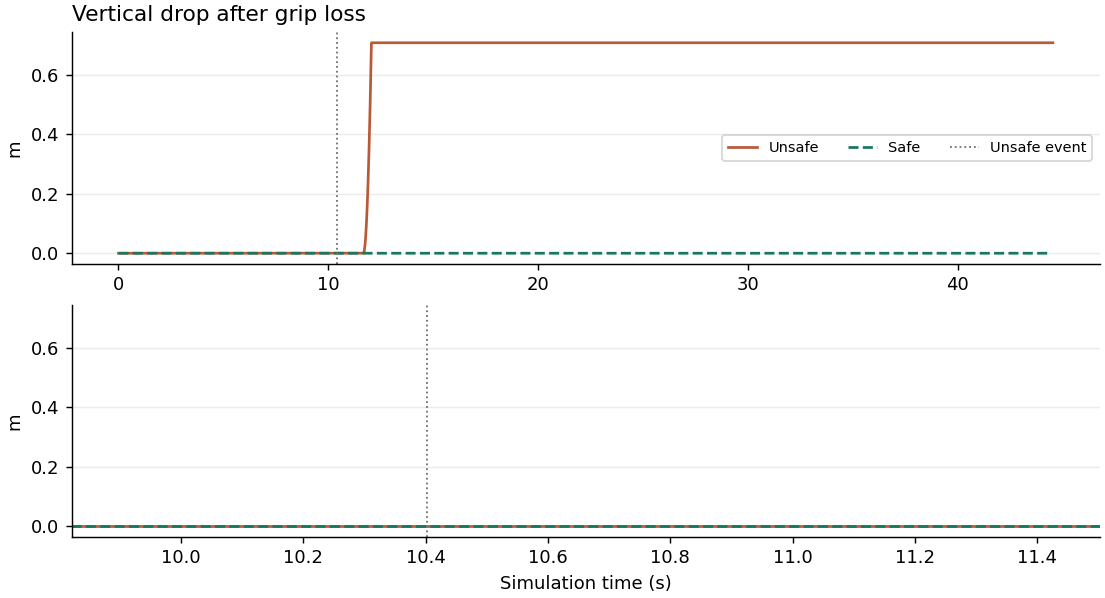 Vertical drop after grip loss
m
0.6
0.4
0.2
0.0
Unsafe Safe Unsafe event
0 10 20 30 40
m
0.6
0.4
0.2
0.0
10.0 10.2 10.4 10.6 10.8 11.0 11.2 11.4
Simulation time (s)